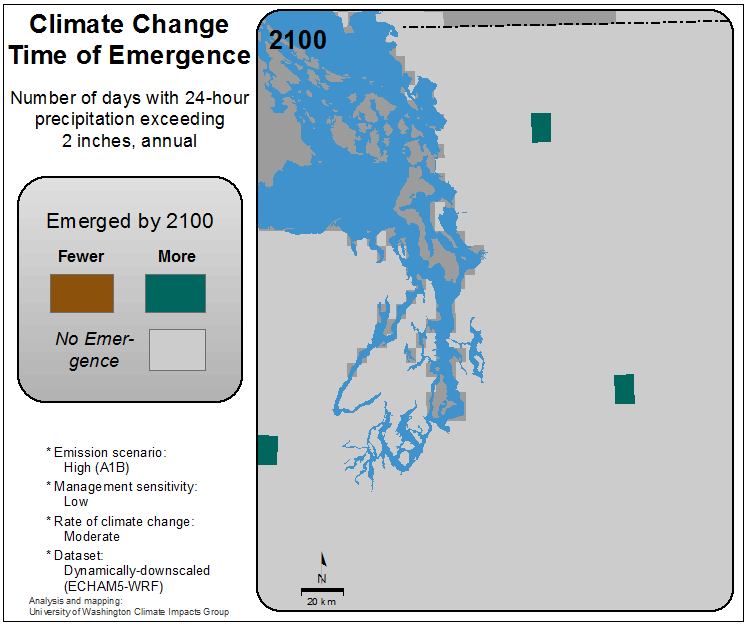 Climate Change
Time of Emergence
Number of days with 24-hour
precipitation exceeding
2 inches, annual
Emerged by 2100
Fewer
More
No Emer-
gence
* Emission scenario:
High (A1B)
* Management sensitivity:
Low
* Rate of climate change:
Moderate
* Dataset:
Dynamically-downscaled
(ECHAM5-WRF)
Analysis and mapping:
University of Washington Climate Impacts Group
2100
N
20 km